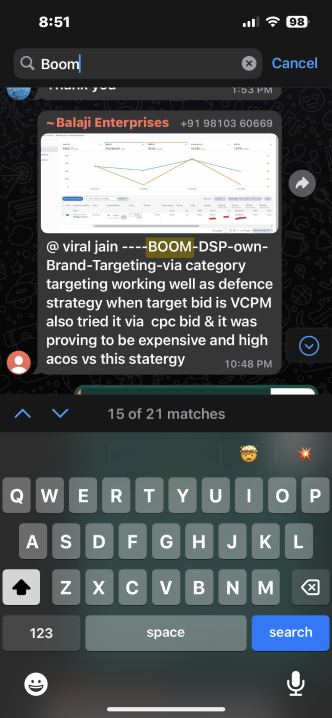 8:51
98
Boom
Cancel
Thank you
1:53 PM
~ Balaji Enterprises +91 98103 60669
@ viral jain ----BOOM-DSP-own-
Brand-Targeting-via category
targeting working well as defence
strategy when target bid is VCPM
also tried it via cpc bid & it was
proving to be expensive and high
acos vs this statergy
10:48 PM
15 of 21 matches
Q W E R T Y U I O P
A S D F G H J K L
Z X C V B N M
123 space search